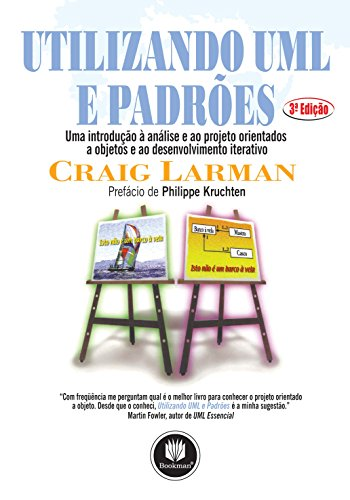 UTILIZANDO UML
E PADRÕES
3ª Edição
Uma introdução à análise e ao projeto orientados
a objetos e ao desenvolvimento iterativo
CRAIG LARMAN
Prefácio de Philippe Kruchten
Isto não é um barco à vela
Barco à vela
Mastro
Casco
Isto não é um barco à vela
"Com freqüência me perguntam qual é o melhor livro para conhecer o projeto orientado
a objeto. Desde que o conheci, Utilizando UML e Padrões é a minha sugestão."
Martin Fowler, autor de UML Essencial
Bookman